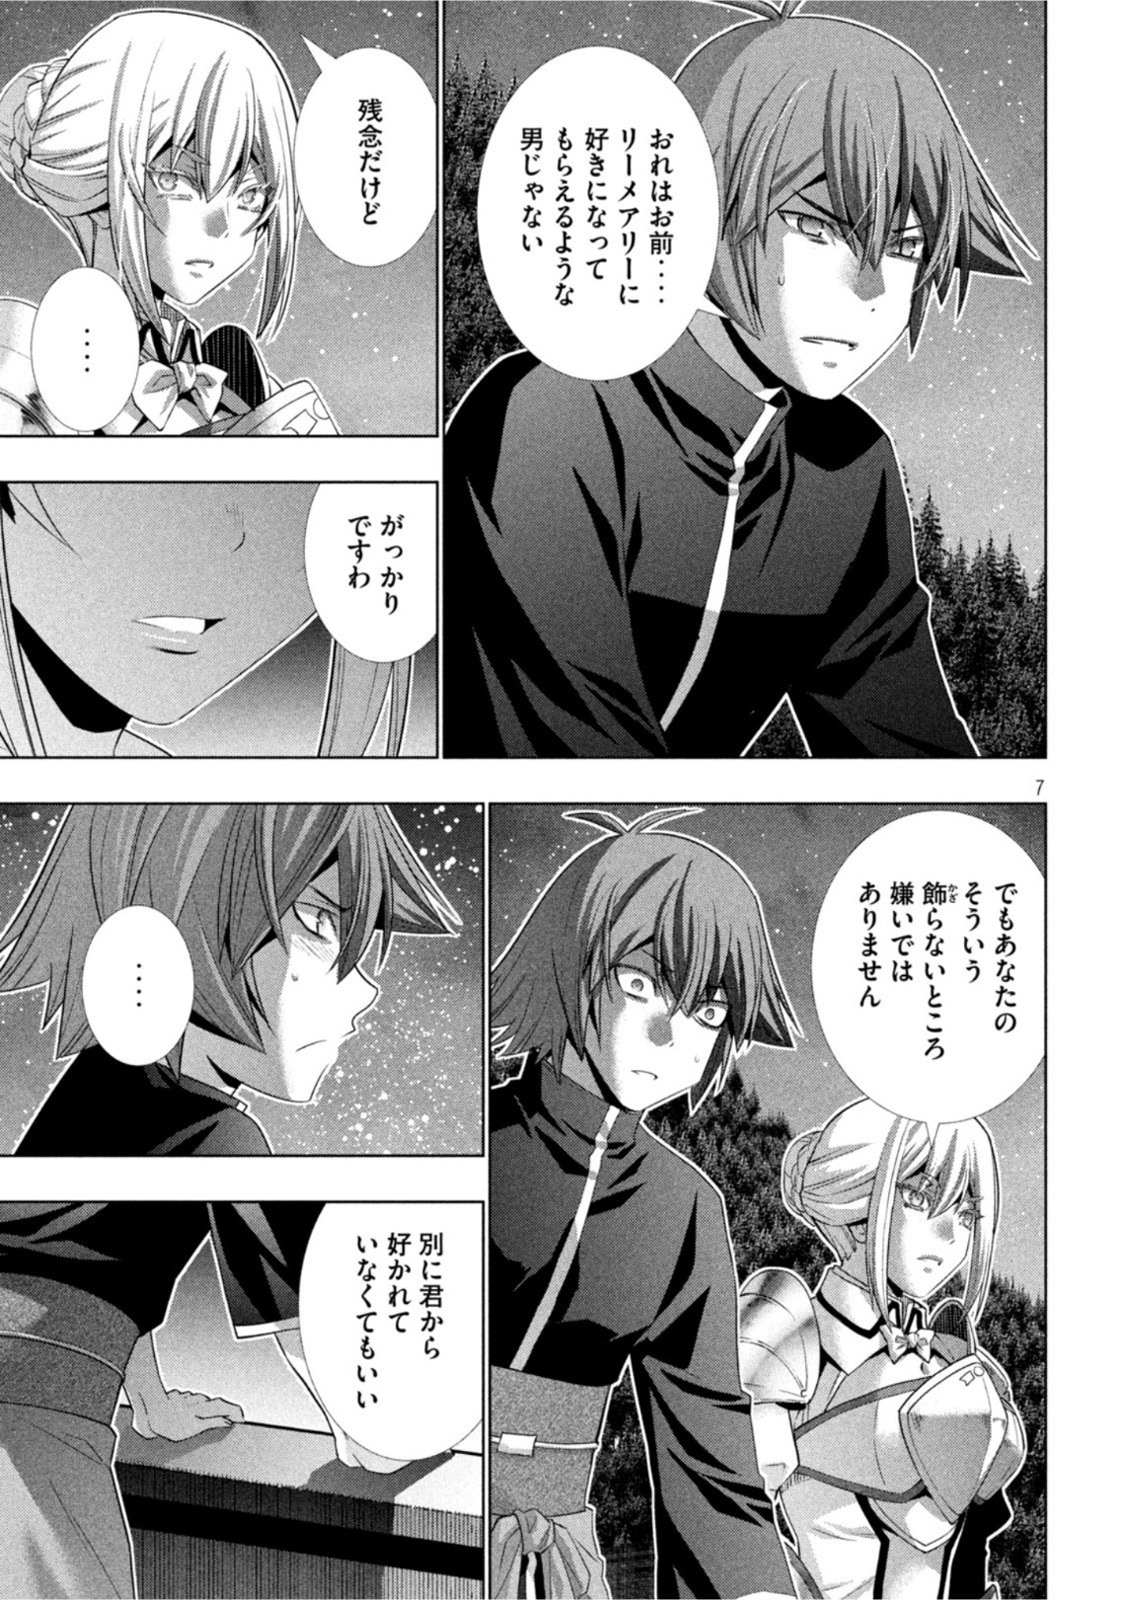 おれはお前‥‥
リーメアリーに
好きになって
もらえるような
男じゃない
残念だけど
‥‥
がっかり
ですわ
7
でもあなたの
そういう
飾らないところ
かざ
嫌いでは
ありません
‥‥
別に君から
好かれて
いなくてもいい